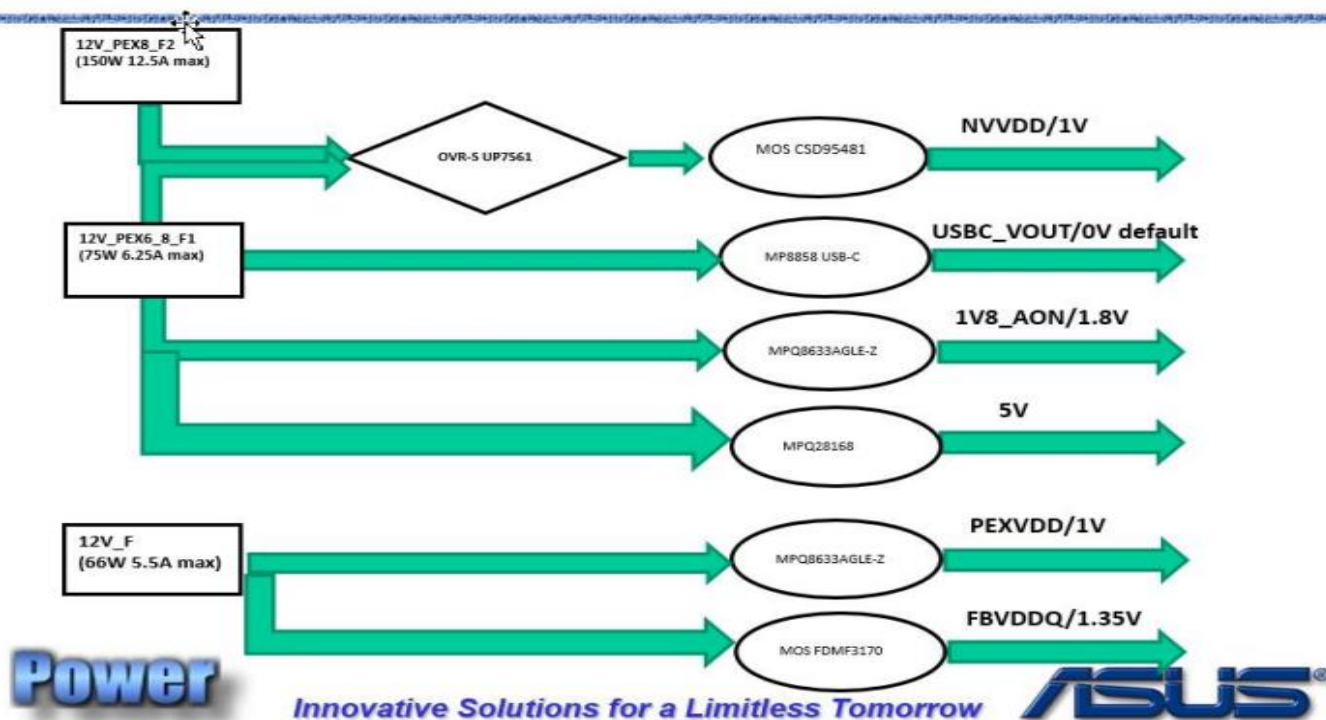 12V_PEX8_F2
(150W 12.5A max)
NVVDD/1V
OVR-S UP7561
MOS CSD95481
12V_PEX6_8_F1
(75W 6.25A max)
USBC_VOUT/0V default
MP8858 USB-C
1V8_AON/1.8V
MPQ8633AGLE-Z
5V
MPQ28168
12V_F
(66W 5.5A max)
PEXVDD/1V
MPQ8633AGLE-Z
FBVDDQ/1.35V
MOS FDMF3170
Power
Innovative Solutions for a Limitless Tomorrow
ASUS®